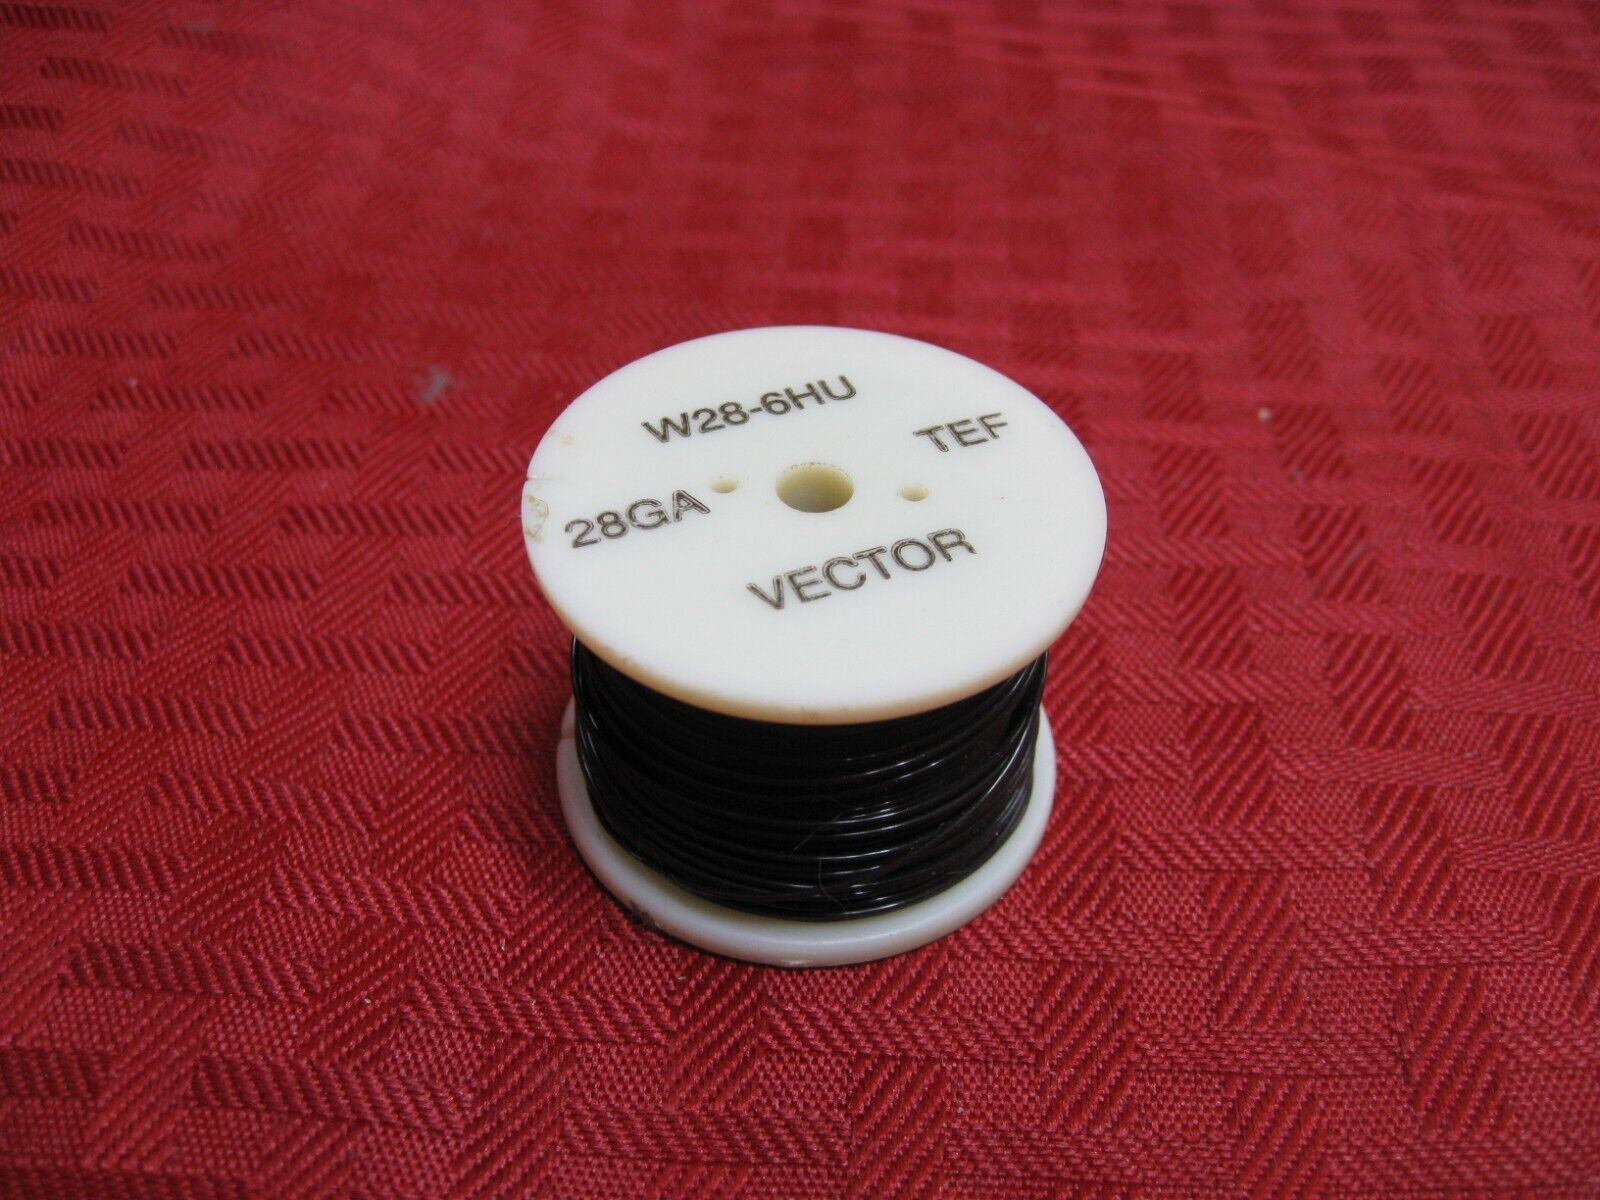 W28-6HU
TEF
28GA
VECTOR